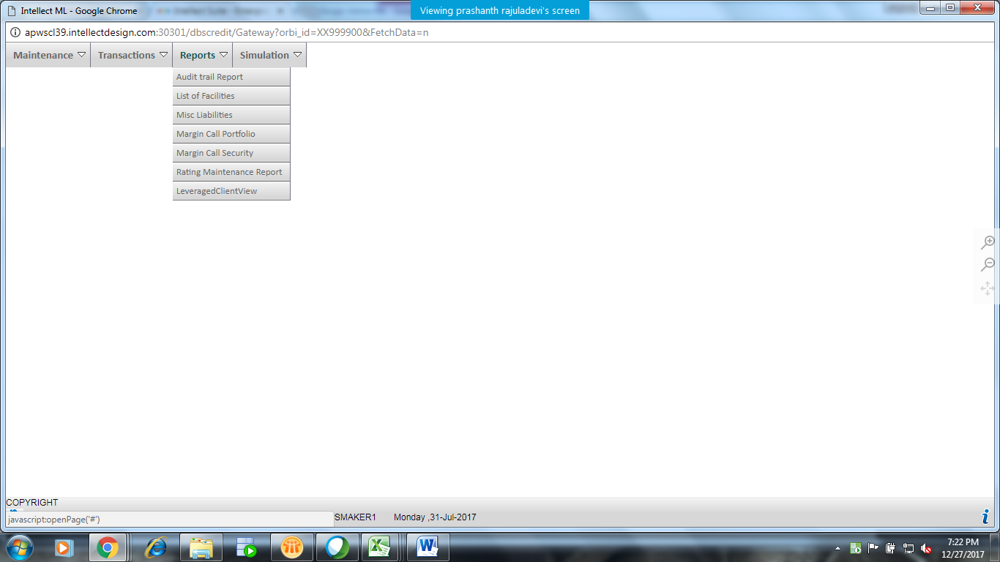 Intellect ML - Google Chrome
Viewing prashanth rajuladevi's screen
apwscl39.intellectdesign.com:30301/dbscredit/Gateway?orbi_id=XX999900&FetchData=n
Maintenance Transactions Reports Simulation
Audit trail Report
List of Facilities
Misc Liabilities
Margin Call Portfolio
Margin Call Security
Rating Maintenance Report
LeveragedClientView
COPYRIGHT
javascript:openPage('#') SMAKER1 Monday ,31-Jul-2017
7:22 PM
12/27/2017